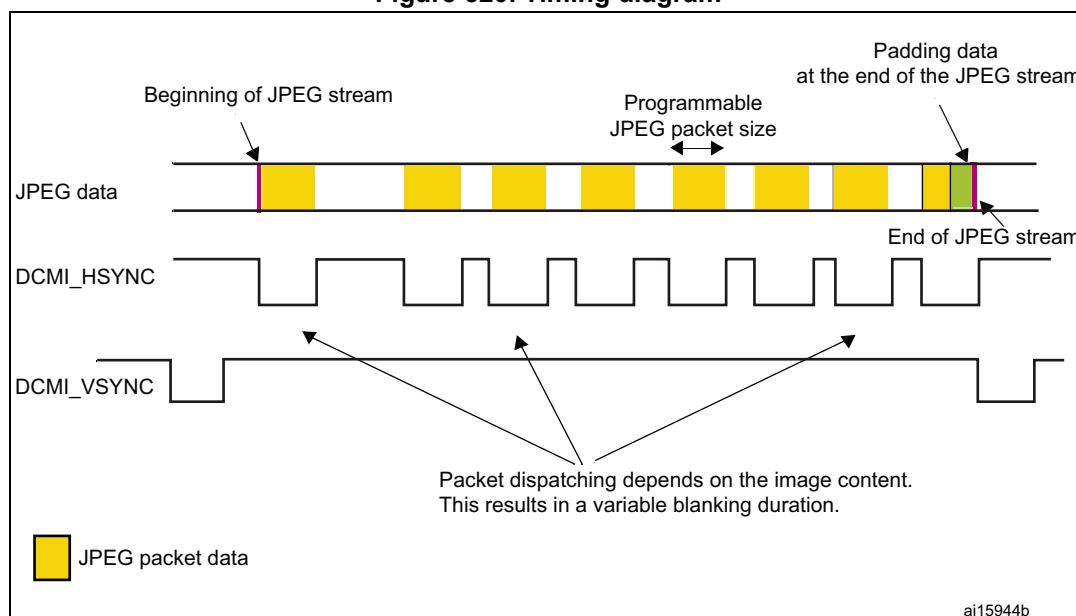 Padding data
at the end of the JPEG stream
Beginning of JPEG stream
Programmable
JPEG packet size
JPEG data
End of JPEG stream
DCMI_HSYNC
DCMI_VSYNC
Packet dispatching depends on the image content.
This results in a variable blanking duration.
JPEG packet data
ai15944b